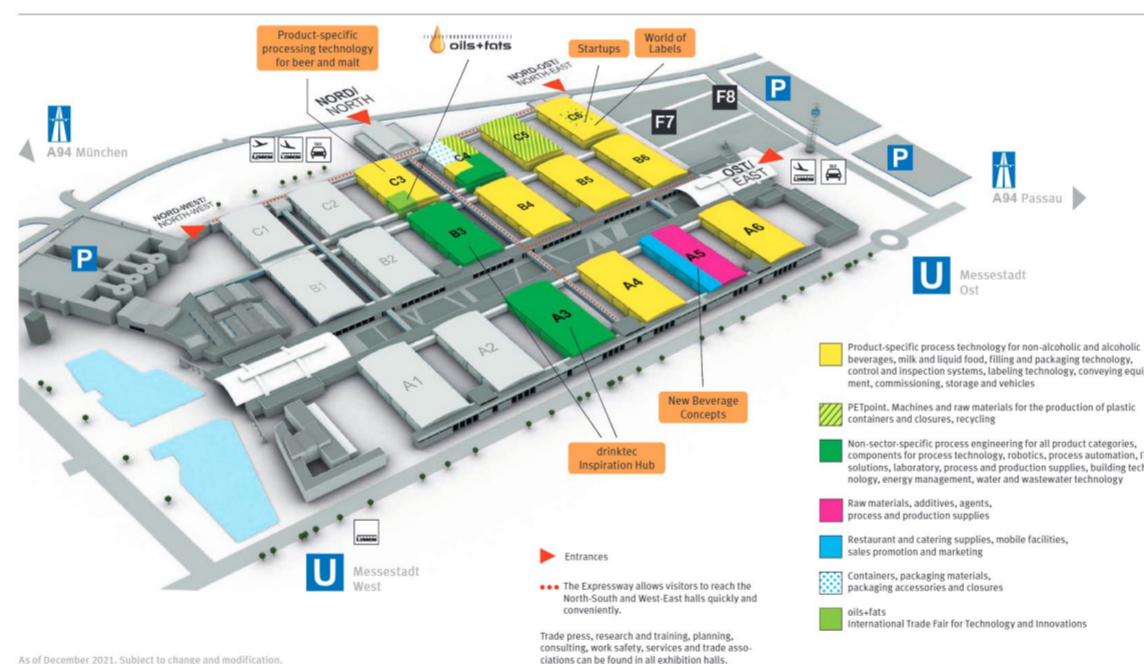 Product-specific
processing technology
for beer and malt
oils+fats
Startups
World of
Labels
NORD/
NORTH
NORD-OST/
NORTH-EAST
F8
F7
P
P
A94 München
A94 Passau
C6
C5
C4
C3
C2
C1
B6
B5
B4
B3
B2
B1
OST/
EAST
NORD-WEST/
NORTH-WEST
P
A6
A5
A4
A3
A2
A1
U
Messestadt
Ost
New Beverage
Concepts
drinktec
Inspiration Hub
U
Messestadt
West
Product-specific process technology for non-alcoholic and alcoholic
beverages, milk and liquid food, filling and packaging technology,
control and inspection systems, labeling technology, conveying equi
ment, commissioning, storage and vehicles
PETpoint. Machines and raw materials for the production of plastic
containers and closures, recycling
Non-sector-specific process engineering for all product categories,
components for process technology, robotics, process automation, I
solutions, laboratory, process and production supplies, building tech
nology, energy management, water and wastewater technology
Raw materials, additives, agents,
process and production supplies
Restaurant and catering supplies, mobile facilities,
sales promotion and marketing
Containers, packaging materials,
packaging accessories and closures
oils+fats
International Trade Fair for Technology and Innovations
Entrances
The Expressway allows visitors to reach the
North-South and West-East halls quickly and
conveniently.
Trade press, research and training, planning,
consulting, work safety, services and trade asso-
ciations can be found in all exhibition halls.
As of December 2021. Subject to change and modification.